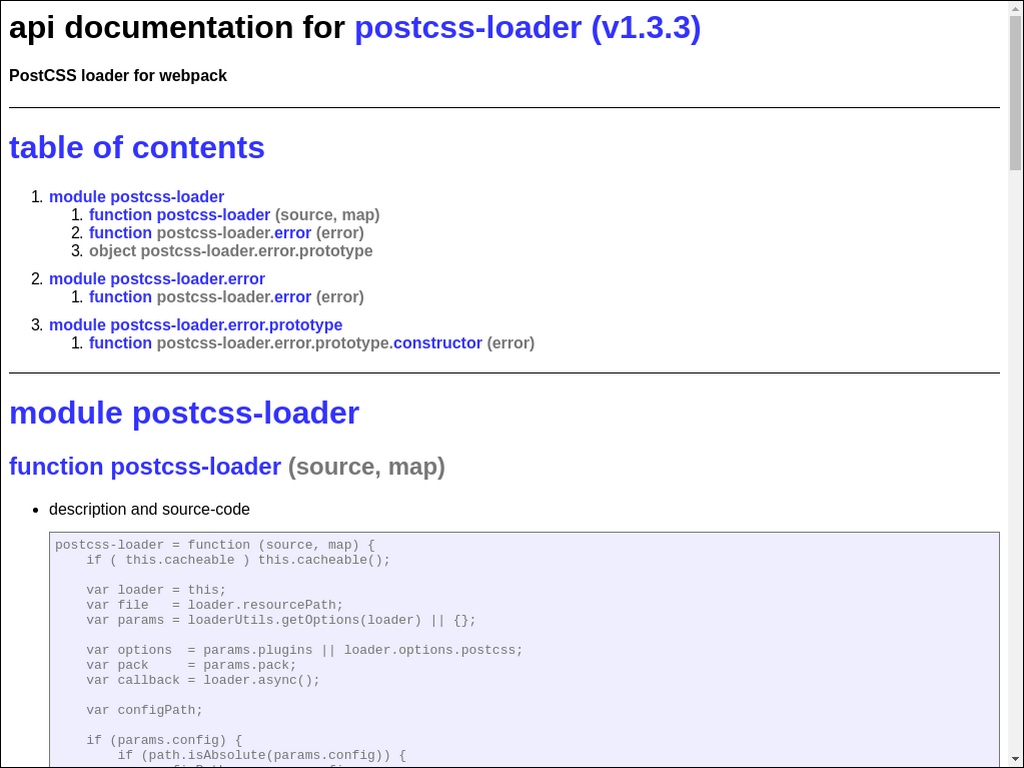 api documentation for postcss-loader (v1.3.3)
PostCSS loader for webpack
table of contents
1. module postcss-loader
1. function postcss-loader (source, map)
2. function postcss-loader.error (error)
3. object postcss-loader.error.prototype
2. module postcss-loader.error
1. function postcss-loader.error (error)
3. module postcss-loader.error.prototype
1. function postcss-loader.error.prototype.constructor (error)
module postcss-loader
function postcss-loader (source, map)
• description and source-code
postcss-loader = function (source, map) {
    if ( this.cacheable ) this.cacheable();
    var loader = this;
    var file   = loader.resourcePath;
    var params = loaderUtils.getOptions(loader) || {};
    var options  = params.plugins || loader.options.postcss;
    var pack     = params.pack;
    var callback = loader.async();
    var configPath;
    if (params.config) {
        if (path.isAbsolute(params.config)) {